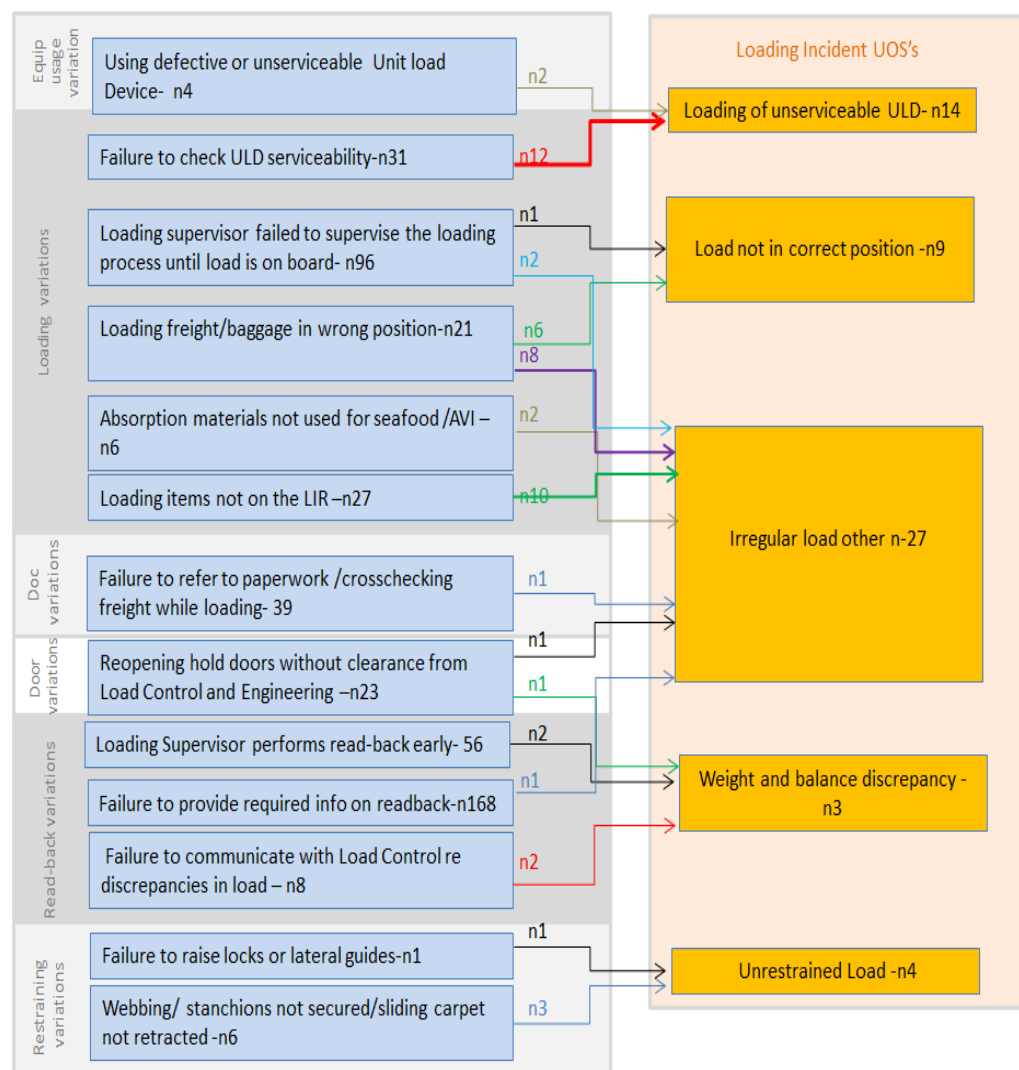 Equip
usage
variation
Using defective or unserviceable Unit load
Device- n4
n2
Loading Incident UOS's
Loading of unserviceable ULD- n14
Loading variations
Failure to check ULD serviceability-n31
n12
Loading supervisor failed to supervise the loading
process until load is on board- n96
n1
n2
Load not in correct position -n9
Loading freight/baggage in wrong position-n21
n6
n8
Absorption materials not used for seafood /AVI –
n6
n2
Loading items not on the LIR –n27
n10
Irregular load other n-27
Doc
variations
Failure to refer to paperwork /crosschecking
freight while loading- 39
n1
Door
variations
Reopening hold doors without clearance from
Load Control and Engineering –n23
n1
n1
Read-back variations
Loading Supervisor performs read-back early- 56
n2
Failure to provide required info on readback-n168
n1
Weight and balance discrepancy -
n3
Failure to communicate with Load Control re
discrepancies in load – n8
n2
Restraining
variations
Failure to raise locks or lateral guides-n1
n1
Unrestrained Load -n4
Webbing/ stanchions not secured/sliding carpet
not retracted -n6
n3